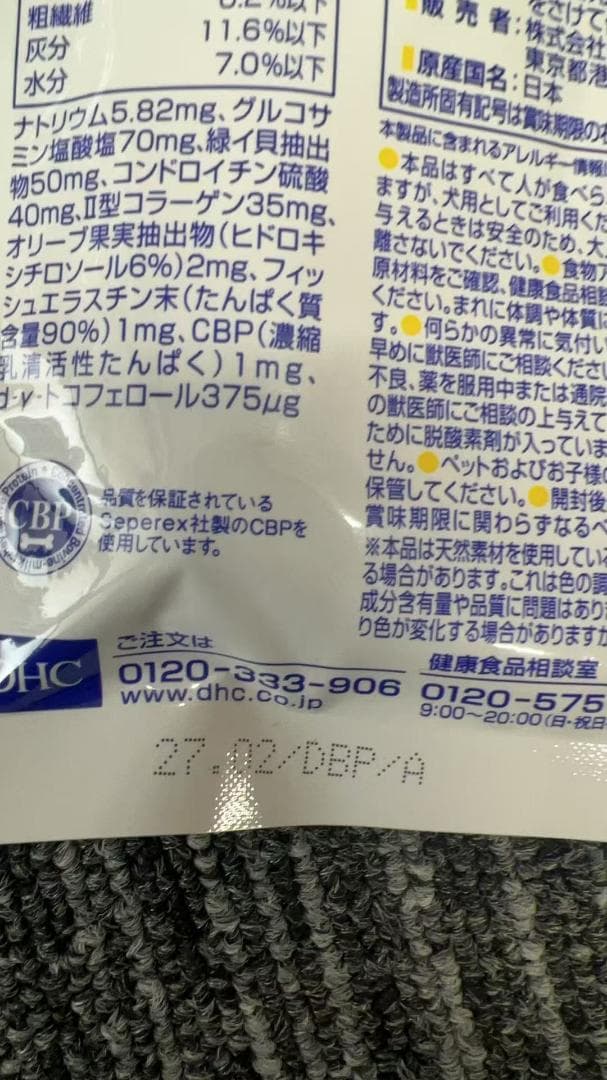 粗繊維
灰分 11.6%以下
水分 7.0%以下
ナトリウム5.82mg、グルコサ
ミン塩酸塩70mg、緑イ貝抽出
物50mg、コンドロイチン硫酸
40mg、Ⅱ型コラーゲン35mg、
オリーブ果実抽出物(ヒドロキ
シチロソール6%)2mg、フィッ
シュエラスチン末(たんぱく質
含量90%)1mg、CBP(濃縮
乳清活性たんぱく)1mg、
d-γ-トコフェロール375μg
CBP
品質を保証されている
Seperex社製のCBPを
使用しています。
DHC
ご注文は
0120-333-906
www.dhc.co.jp
をさけて
販売者:株式会社
東京都港
原産国名:日本
製造所固有記号は賞味期限の
本製品に含まれるアレルギー情報
●本品はすべて人が食べら
ますが、犬用としてご利用くだ
与えるときは安全のため、犬
離さないでください。●食物ア
原材料をご確認、健康食品相談
ください。まれに体調や体質に
す。●何らかの異常に気付い
早めに獣医師にご相談ください
不良、薬を服用中または通院
の獣医師にご相談の上与えて
ために脱酸素剤が入っていま
せん。●ペットおよびお子様の
保管してください。●開封後
賞味期限に関わらずなるべ
※本品は天然素材を使用してい
る場合があります。これは色の調
成分含有量や品質に問題はあり
り色が変化する場合がありますが
健康食品相談室
0120-575
9:00~20:00(日・祝日
27.02/DBP/A